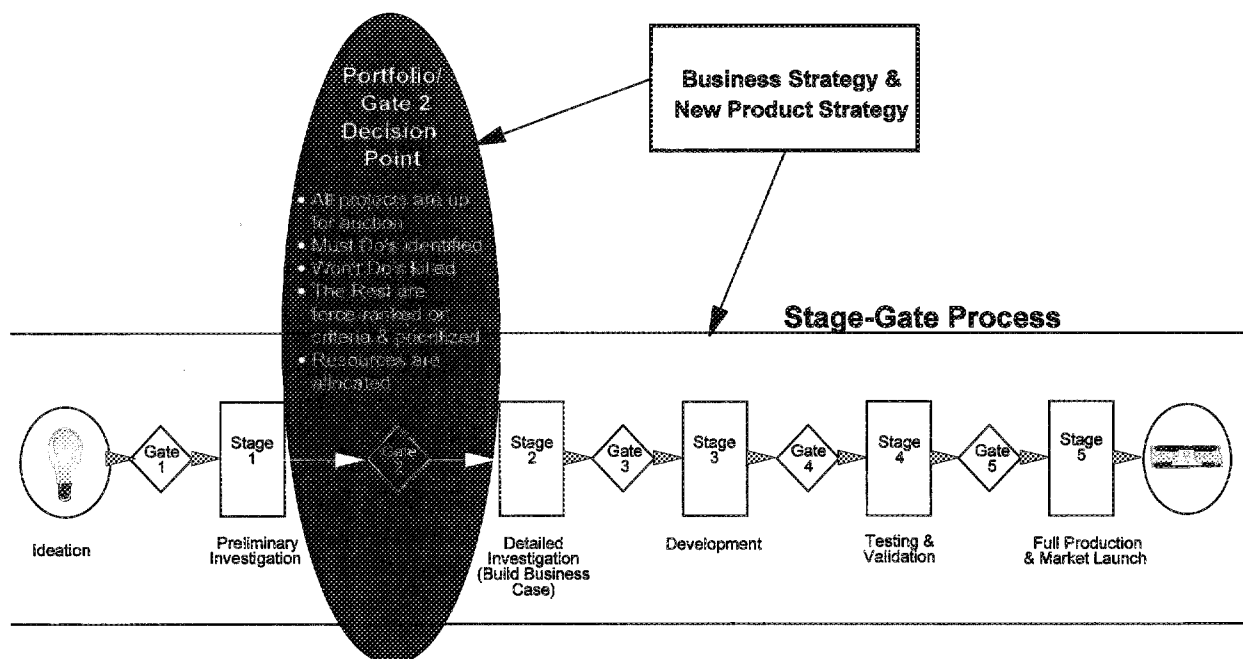 Portfolio/
Gate 2
Decision
Point
• All projects are up
for auction
• Must Do's identified
• Won't Do's killed
• The Rest are
force ranked on
criteria & prioritized
• Resources are
allocated
Business Strategy &
New Product Strategy
Stage-Gate Process
Ideation
Gate
1
Stage
1
Preliminary
Investigation
Gate
2
Stage
2
Detailed
Investigation
(Build Business
Case)
Gate
3
Stage
3
Development
Gate
4
Stage
4
Testing &
Validation
Gate
5
Stage
5
Full Production
& Market Launch